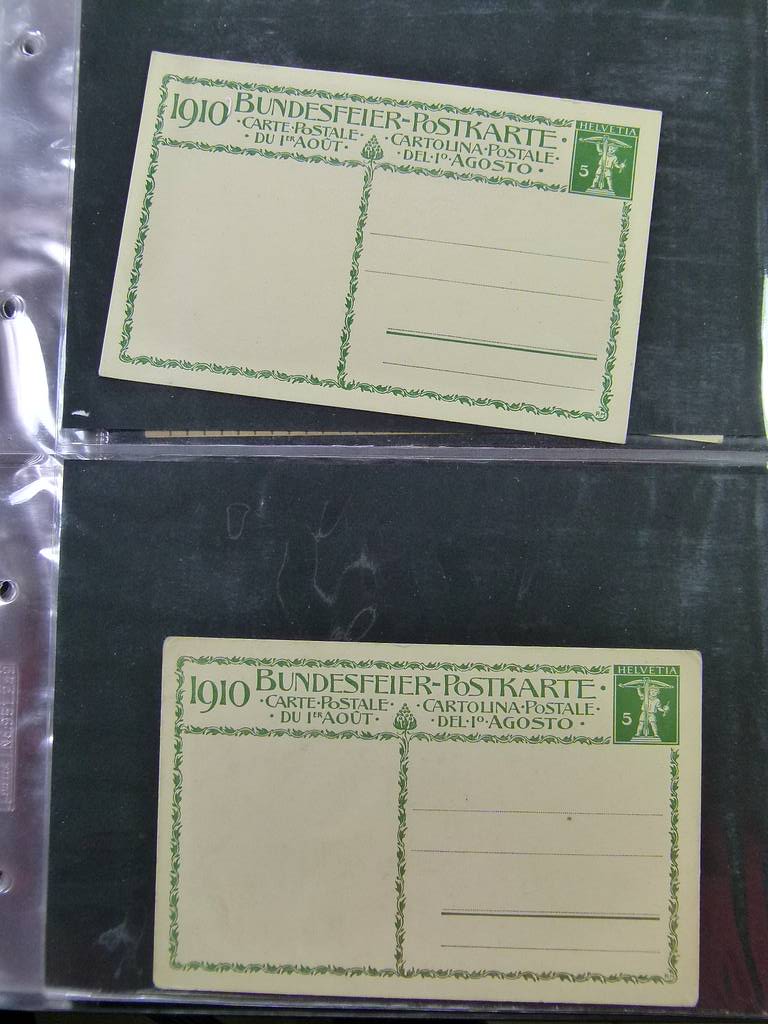 1910 BUNDESFEIER-POSTKARTE·
·CARTE·POSTALE· ·CARTOLINA·POSTALE·
·DU 1ER AOÛT· ·DEL·1º·AGOSTO·
HELVETIA
5
1910 BUNDESFEIER-POSTKARTE·
·CARTE·POSTALE· ·CARTOLINA·POSTALE·
·DU 1ER AOÛT· ·DEL·1º·AGOSTO·
HELVETIA
5